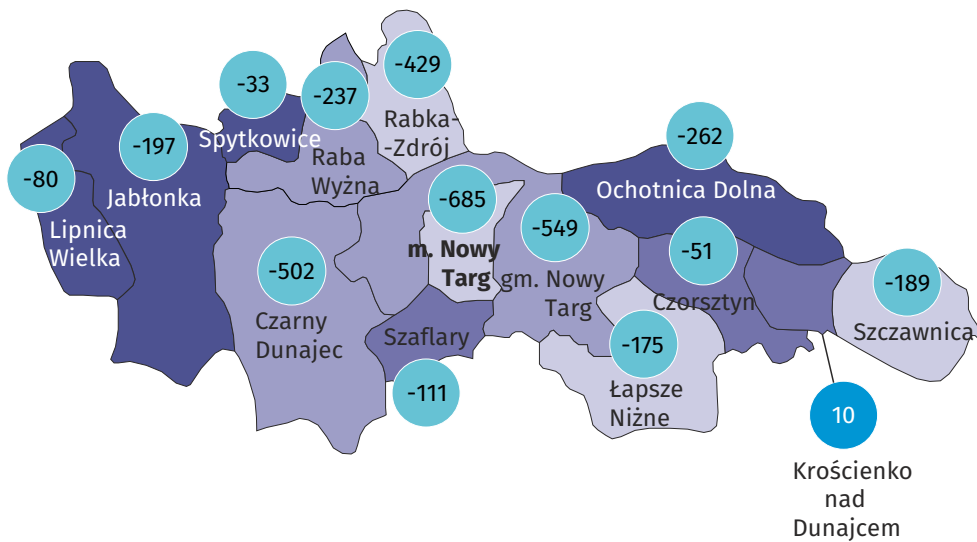 -429
Rabka-
-Zdrój
-33
Spytkowice
-237
Raba
Wyżna
-197
Jabłonka
-80
Lipnica
Wielka
-262
Ochotnica Dolna
-685
m. Nowy
Targ
-549
gm. Nowy
Targ
-51
Czorsztyn
-502
Czarny
Dunajec
-189
Szczawnica
Szaflary
-111
-175
Łapsze
Niżne
10
Krościenko
nad
Dunajcem